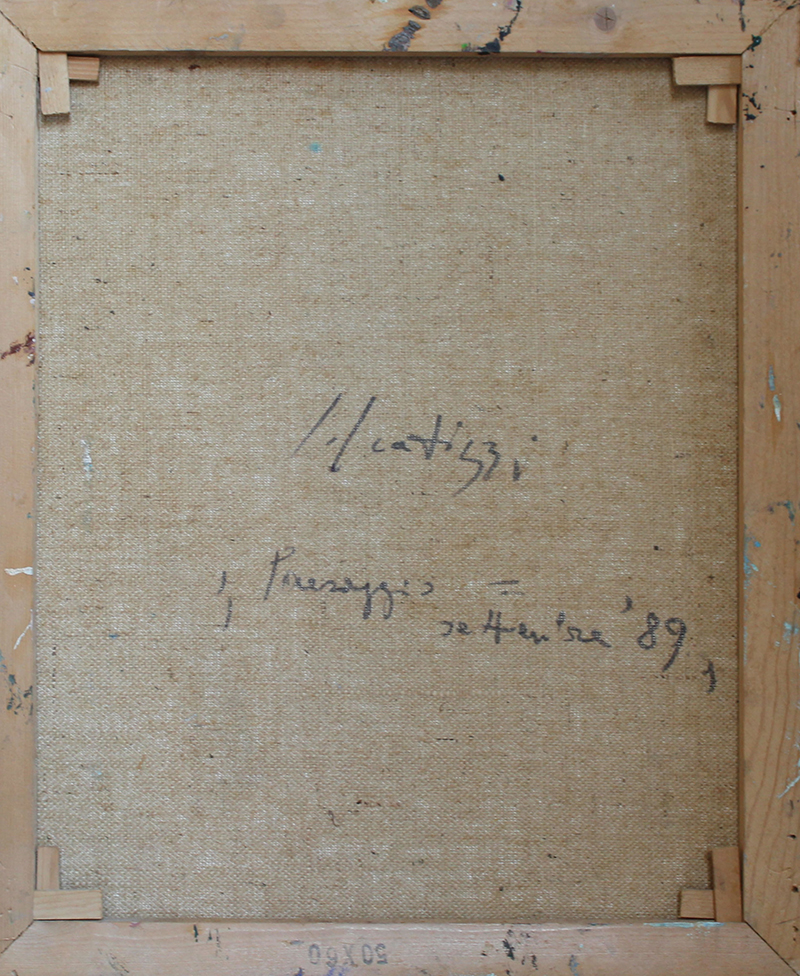 S. Scatizzi
" Paesaggio =
settembre '89 "
50X60